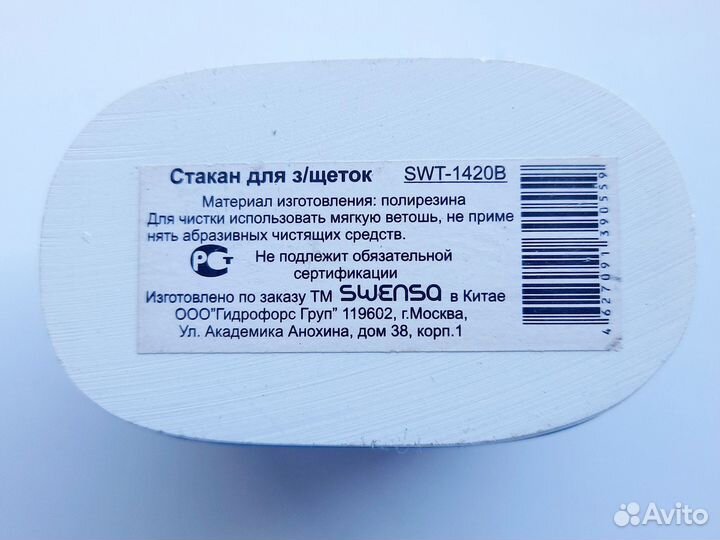 Стакан для з/щеток SWT-1420B
Материал изготовления: полирезина
Для чистки использовать мягкую ветошь, не приме
нять абразивных чистящих средств.
РСТ Не подлежит обязательной
сертификации
Изготовлено по заказу ТМ SWENSA в Китае
ООО"Гидрофорс Груп" 119602, г.Москва,
Ул. Академика Анохина, дом 38, корп.1
4627091390559
Avito